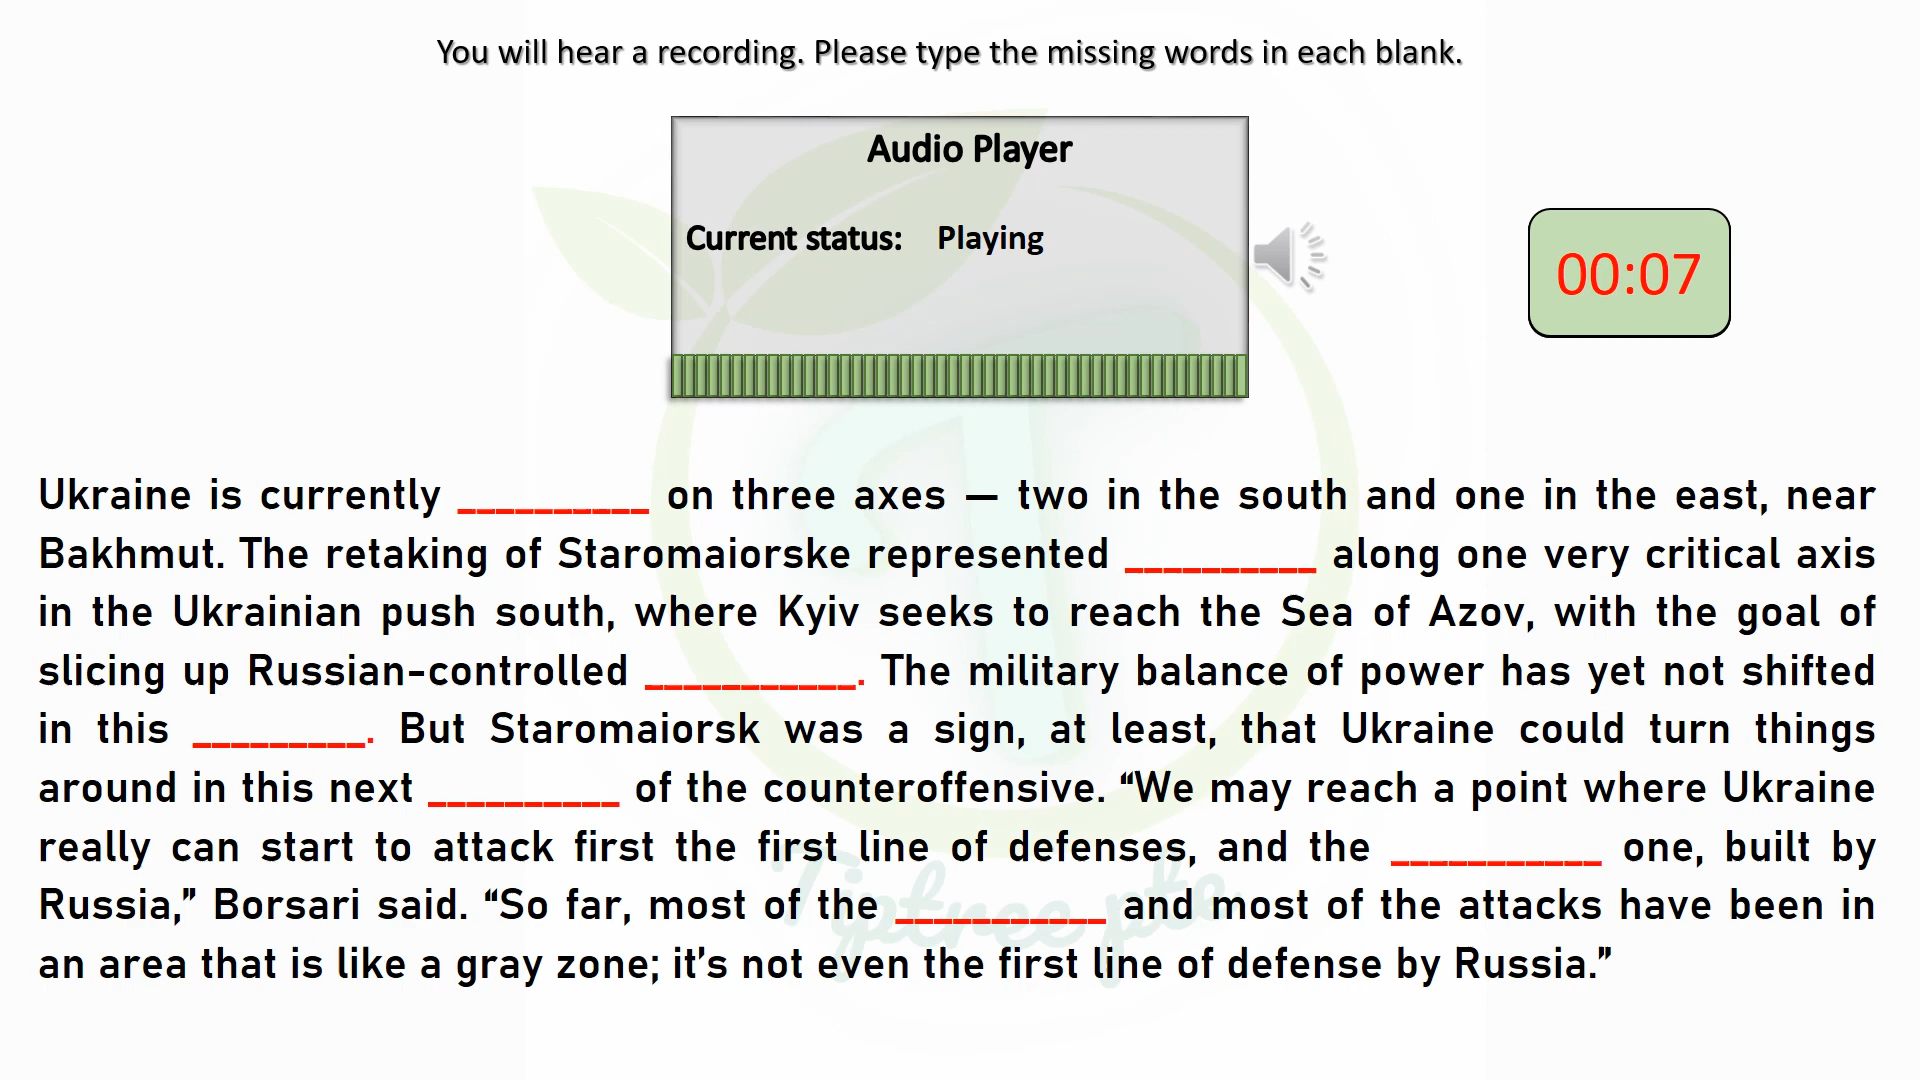 You will hear a recording. Please type the missing words in each blank.
Audio Player
Current status: Playing
00:07
Ukraine is currently __________ on three axes — two in the south and one in the east, near
Bakhmut. The retaking of Staromaiorske represented __________ along one very critical axis
in the Ukrainian push south, where Kyiv seeks to reach the Sea of Azov, with the goal of
slicing up Russian-controlled ___________. The military balance of power has yet not shifted
in this _________. But Staromaiorsk was a sign, at least, that Ukraine could turn things
around in this next __________ of the counteroffensive. “We may reach a point where Ukraine
really can start to attack first the first line of defenses, and the ___________ one, built by
Russia,” Borsari said. “So far, most of the ___________ and most of the attacks have been in
an area that is like a gray zone; it’s not even the first line of defense by Russia.”
Tiptree pte